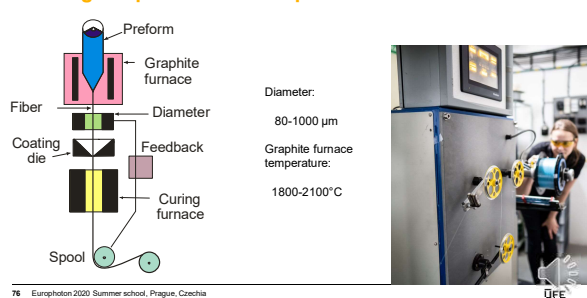 Preform
Graphite
furnace
Fiber
Diameter
Coating
die
Feedback
Curing
furnace
Spool
Diameter:
80-1000 µm
Graphite furnace
temperature:
1800-2100°C
76 Europhoton 2020 Summer school, Prague, Czechia
ÚFE